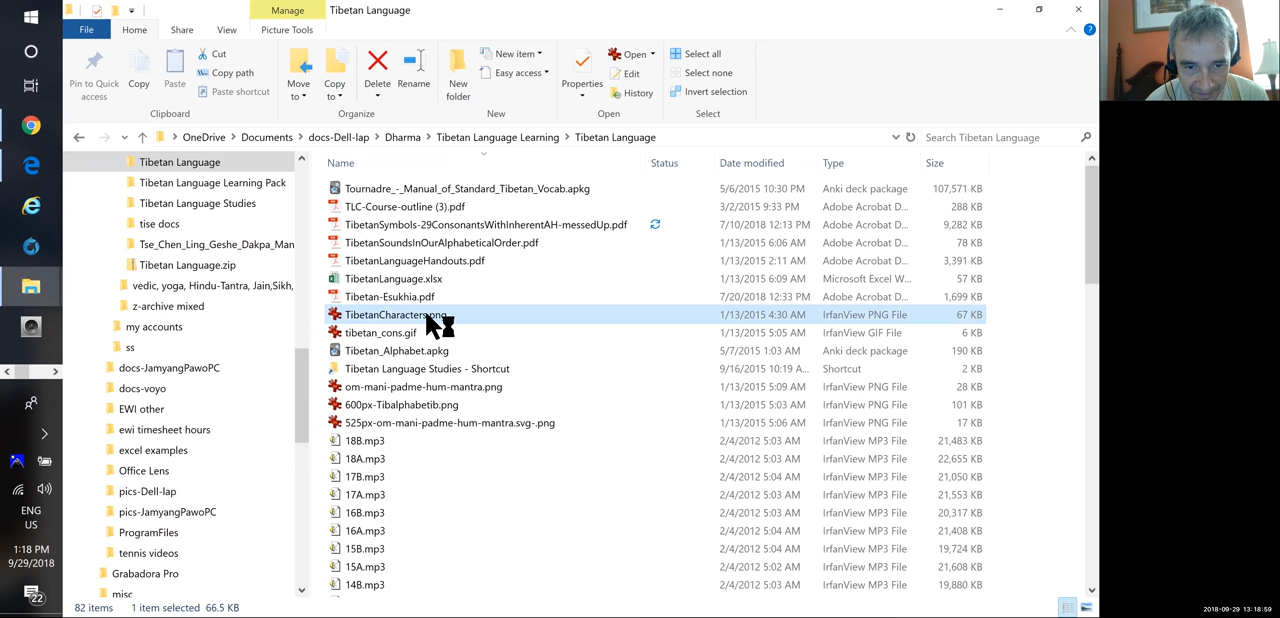 Manage
Tibetan Language
File
Home
Share
View
Picture Tools
Pin to Quick access
Copy
Paste
Cut
Copy path
Paste shortcut
Clipboard
Move to
Copy to
Delete
Rename
Organize
New folder
New item
Easy access
New
Properties
Open
Edit
History
Open
Select all
Select none
Invert selection
Select
OneDrive > Documents > docs-Dell-lap > Dharma > Tibetan Language Learning > Tibetan Language
Search Tibetan Language
Tibetan Language
Tibetan Language Learning Pack
Tibetan Language Studies
tise docs
Tse_Chen_Ling_Geshe_Dakpa_Man
Tibetan Language.zip
vedic, yoga, Hindu-Tantra, Jain,Sikh,
z-archive mixed
my accounts
ss
docs-JamyangPawoPC
docs-voyo
EWI other
ewi timesheet hours
excel examples
Office Lens
pics-Dell-lap
pics-JamyangPawoPC
ProgramFiles
tennis videos
Grabadora Pro
misc
Name Status Date modified Type Size
Tournadre_-_Manual_of_Standard_Tibetan_Vocab.apkg 5/6/2015 10:30 PM Anki deck package 107,571 KB
TLC-Course-outline (3).pdf 3/2/2015 9:33 PM Adobe Acrobat D... 288 KB
TibetanSymbols-29ConsonantsWithInherentAH-messedUp.pdf 7/10/2018 12:13 PM Adobe Acrobat D... 9,282 KB
TibetanSoundsInOurAlphabeticalOrder.pdf 1/13/2015 6:06 AM Adobe Acrobat D... 78 KB
TibetanLanguageHandouts.pdf 1/13/2015 2:11 AM Adobe Acrobat D... 3,391 KB
TibetanLanguage.xlsx 1/13/2015 6:09 AM Microsoft Excel W... 57 KB
Tibetan-Esukhia.pdf 7/20/2018 12:33 PM Adobe Acrobat D... 1,699 KB
TibetanCharacters.png 1/13/2015 4:30 AM IrfanView PNG File 67 KB
tibetan_cons.gif 1/13/2015 5:05 AM IrfanView GIF File 6 KB
Tibetan_Alphabet.apkg 5/7/2015 1:03 AM Anki deck package 190 KB
Tibetan Language Studies - Shortcut 9/16/2015 10:19 A... Shortcut 2 KB
om-mani-padme-hum-mantra.png 1/13/2015 5:09 AM IrfanView PNG File 28 KB
600px-Tibalphabetib.png 1/13/2015 5:03 AM IrfanView PNG File 101 KB
525px-om-mani-padme-hum-mantra.svg-.png 1/13/2015 5:06 AM IrfanView PNG File 17 KB
18B.mp3 2/4/2012 5:03 AM IrfanView MP3 File 21,483 KB
18A.mp3 2/4/2012 5:03 AM IrfanView MP3 File 22,655 KB
17B.mp3 2/4/2012 5:04 AM IrfanView MP3 File 21,050 KB
17A.mp3 2/4/2012 5:03 AM IrfanView MP3 File 21,553 KB
16B.mp3 2/4/2012 5:03 AM IrfanView MP3 File 20,317 KB
16A.mp3 2/4/2012 5:04 AM IrfanView MP3 File 21,408 KB
15B.mp3 2/4/2012 5:04 AM IrfanView MP3 File 19,724 KB
15A.mp3 2/4/2012 5:02 AM IrfanView MP3 File 21,608 KB
14B.mp3 2/4/2012 5:03 AM IrfanView MP3 File 19,880 KB
82 items 1 item selected 66.5 KB
ENG
US
1:18 PM
9/29/2018
22
2018-09-29 13:18:59